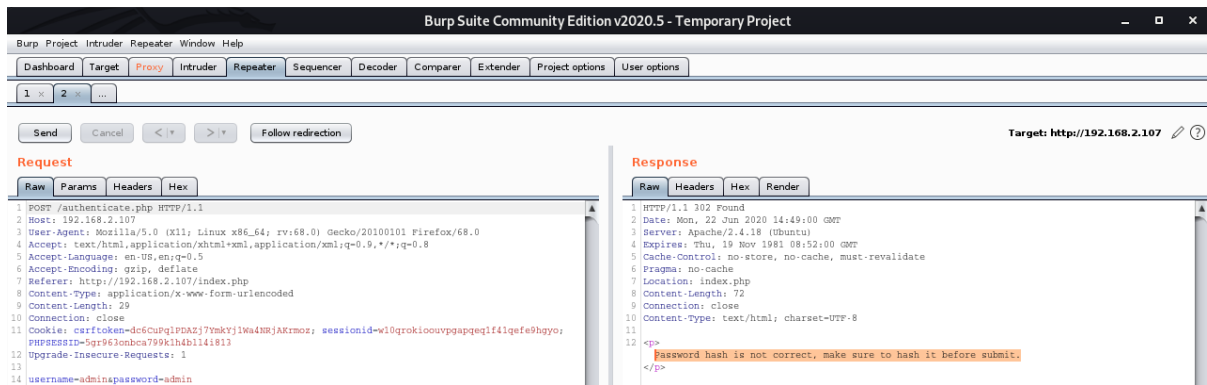 Burp Suite Community Edition v2020.5 - Temporary Project
Burp Project Intruder Repeater Window Help
Dashboard Target Proxy Intruder Repeater Sequencer Decoder Comparer Extender Project options User options
1 × 2 × ...
Send Cancel < > Follow redirection Target: http://192.168.2.107
Request
Raw Params Headers Hex
1 POST /authenticate.php HTTP/1.1
2 Host: 192.168.2.107
3 User-Agent: Mozilla/5.0 (X11; Linux x86_64; rv:68.0) Gecko/20100101 Firefox/68.0
4 Accept: text/html,application/xhtml+xml,application/xml;q=0.9,*/*;q=0.8
5 Accept-Language: en-US,en;q=0.5
6 Accept-Encoding: gzip, deflate
7 Referer: http://192.168.2.107/index.php
8 Content-Type: application/x-www-form-urlencoded
9 Content-Length: 29
10 Connection: close
11 Cookie: csrftoken=dc6CuPqlPDAZj7YmkYjlWa4NRjAKrmoz; sessionid=wl0qrokioouvpgapqeq1f41qefe9hgyo;
PHPSESSID=5gr963onbca799k1h4bl14i813
12 Upgrade-Insecure-Requests: 1
13
14 username=admin&password=admin
Response
Raw Headers Hex Render
1 HTTP/1.1 302 Found
2 Date: Mon, 22 Jun 2020 14:49:00 GMT
3 Server: Apache/2.4.18 (Ubuntu)
4 Expires: Thu, 19 Nov 1981 08:52:00 GMT
5 Cache-Control: no-store, no-cache, must-revalidate
6 Pragma: no-cache
7 Location: index.php
8 Content-Length: 72
9 Connection: close
10 Content-Type: text/html; charset=UTF-8
11
12 <p>
Password hash is not correct, make sure to hash it before submit.
</p>